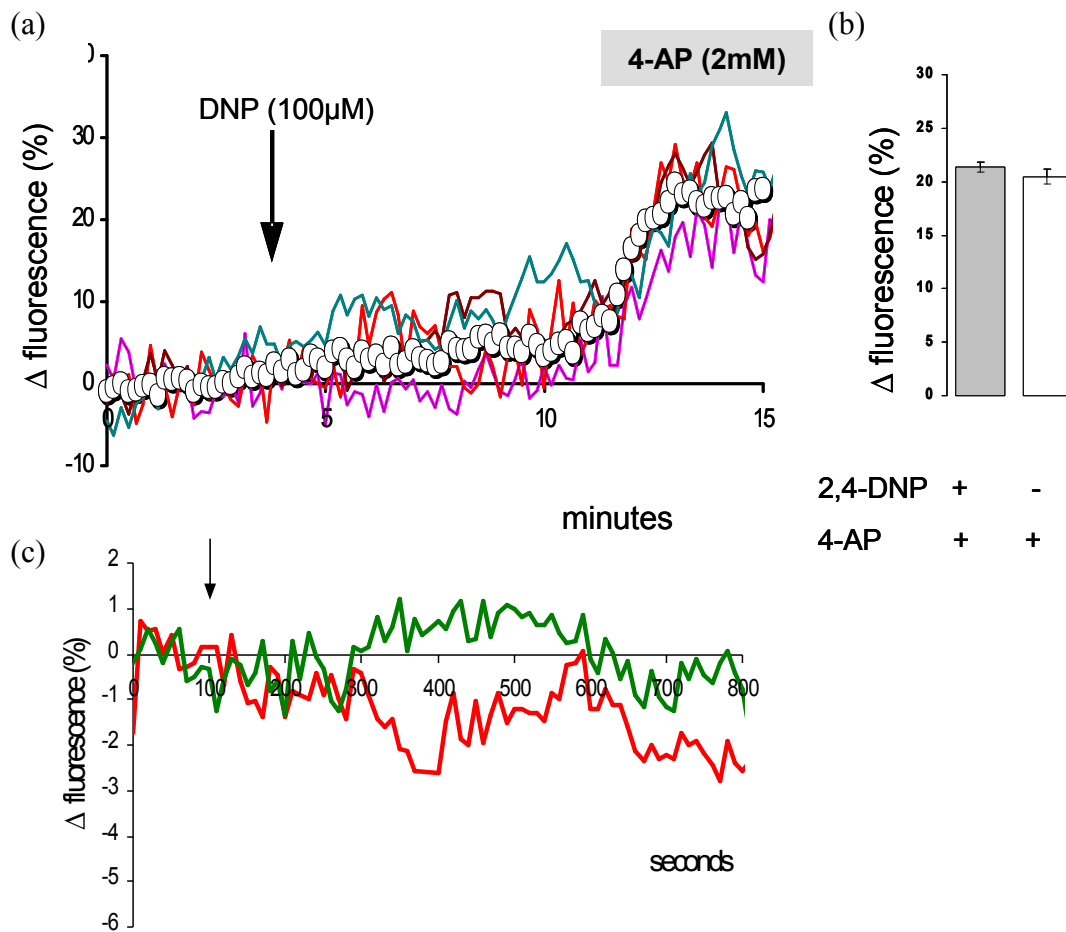 (a)
4-AP (2mM)
DNP (100µM)
Δ fluorescence (%)
30
20
10
0
-10
0 5 10 15
minutes
(b)
Δ fluorescence (%)
30
25
20
15
10
5
0
2,4-DNP + -
4-AP + +
(c)
Δ fluorescence (%)
2
1
0
-1
-2
-3
-4
-5
-6
0 100 200 300 400 500 600 700 800
seconds